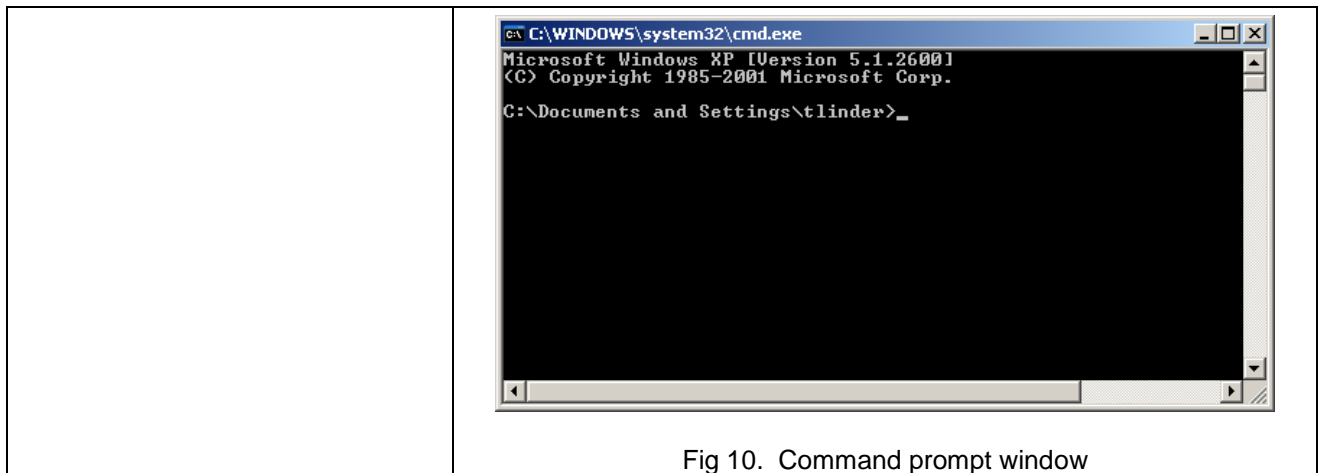 C:\WINDOWS\system32\cmd.exe
Microsoft Windows XP [Version 5.1.2600]
(C) Copyright 1985-2001 Microsoft Corp.
C:\Documents and Settings\tlinder>_
Fig 10.  Command prompt window